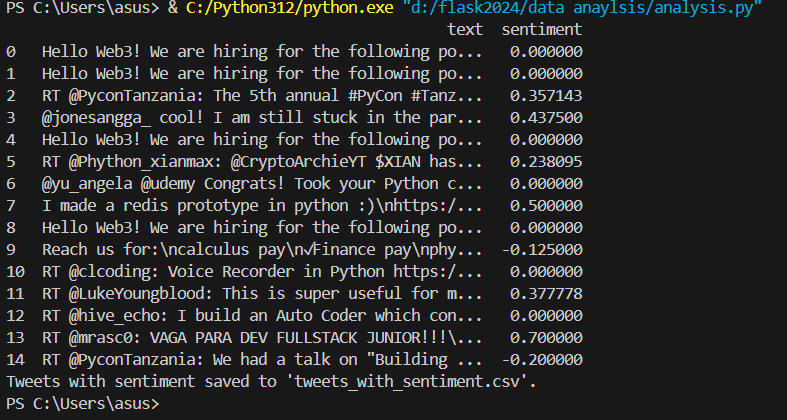 PS C:\Users\asus> & C:/Python312/python.exe "d:/flask2024/data anaylsis/analysis.py"
text sentiment
0 Hello Web3! We are hiring for the following po... 0.000000
1 Hello Web3! We are hiring for the following po... 0.000000
2 RT @PyconTanzania: The 5th annual #PyCon #Tanz... 0.357143
3 @jonesangga_ cool! I am still stuck in the par... 0.437500
4 Hello Web3! We are hiring for the following po... 0.000000
5 RT @Phython_xianmax: @CryptoArchieYT $XIAN has... 0.238095
6 @yu_angela @udemy Congrats! Took your Python c... 0.000000
7 I made a redis prototype in python :)\nhttps:/... 0.500000
8 Hello Web3! We are hiring for the following po... 0.000000
9 Reach us for:\ncalculus pay\n√Finance pay\nphy... -0.125000
10 RT @clcoding: Voice Recorder in Python https:/... 0.000000
11 RT @LukeYoungblood: This is super useful for m... 0.377778
12 RT @hive_echo: I build an Auto Coder which con... 0.000000
13 RT @mrasc0: VAGA PARA DEV FULLSTACK JUNIOR!!!\... 0.700000
14 RT @PyconTanzania: We had a talk on "Building ... -0.200000
Tweets with sentiment saved to 'tweets_with_sentiment.csv'.
PS C:\Users\asus>